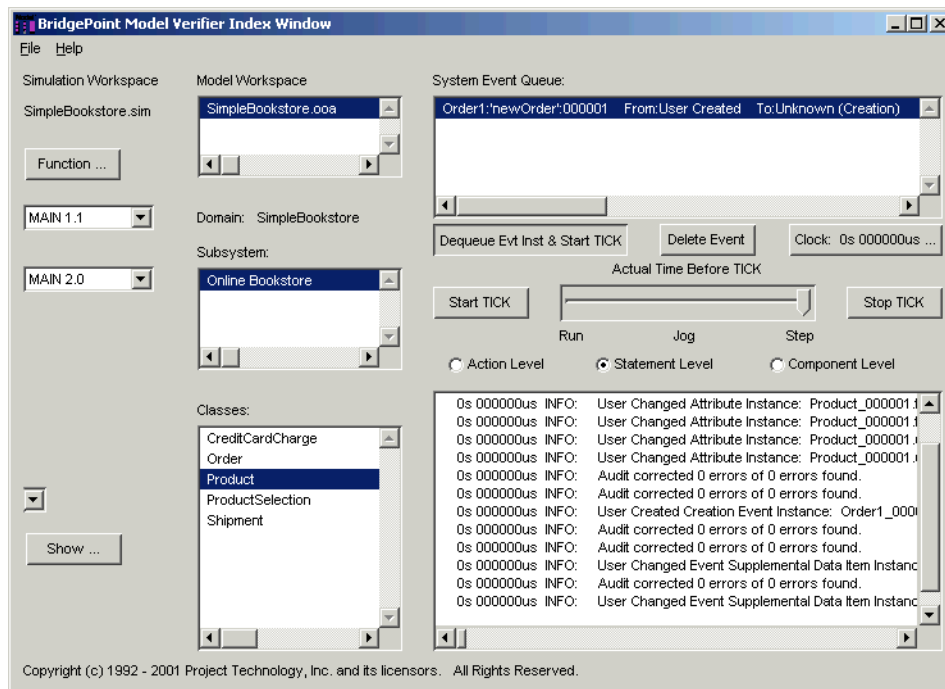 BridgePoint Model Verifier Index Window
File Help
Simulation Workspace
SimpleBookstore.sim
Function ...
MAIN 1.1
MAIN 2.0
Show ...
Model Workspace
SimpleBookstore.ooa
Domain: SimpleBookstore
Subsystem:
Online Bookstore
Classes:
CreditCardCharge
Order
Product
ProductSelection
Shipment
System Event Queue:
Order1:'newOrder':000001 From:User Created To:Unknown (Creation)
Dequeue Evt Inst & Start TICK Delete Event Clock: 0s 000000us ...
Actual Time Before TICK
Start TICK Stop TICK
Run Jog Step
Action Level Statement Level Component Level
0s 000000us INFO: User Changed Attribute Instance: Product_000001.
0s 000000us INFO: User Changed Attribute Instance: Product_000001.
0s 000000us INFO: User Changed Attribute Instance: Product_000001.
0s 000000us INFO: User Changed Attribute Instance: Product_000001.
0s 000000us INFO: Audit corrected 0 errors of 0 errors found.
0s 000000us INFO: Audit corrected 0 errors of 0 errors found.
0s 000000us INFO: User Created Creation Event Instance: Order1_000
0s 000000us INFO: Audit corrected 0 errors of 0 errors found.
0s 000000us INFO: Audit corrected 0 errors of 0 errors found.
0s 000000us INFO: User Changed Event Supplemental Data Item Instanc
0s 000000us INFO: Audit corrected 0 errors of 0 errors found.
0s 000000us INFO: User Changed Event Supplemental Data Item Instanc
Copyright (c) 1992 - 2001 Project Technology, Inc. and its licensors. All Rights Reserved.